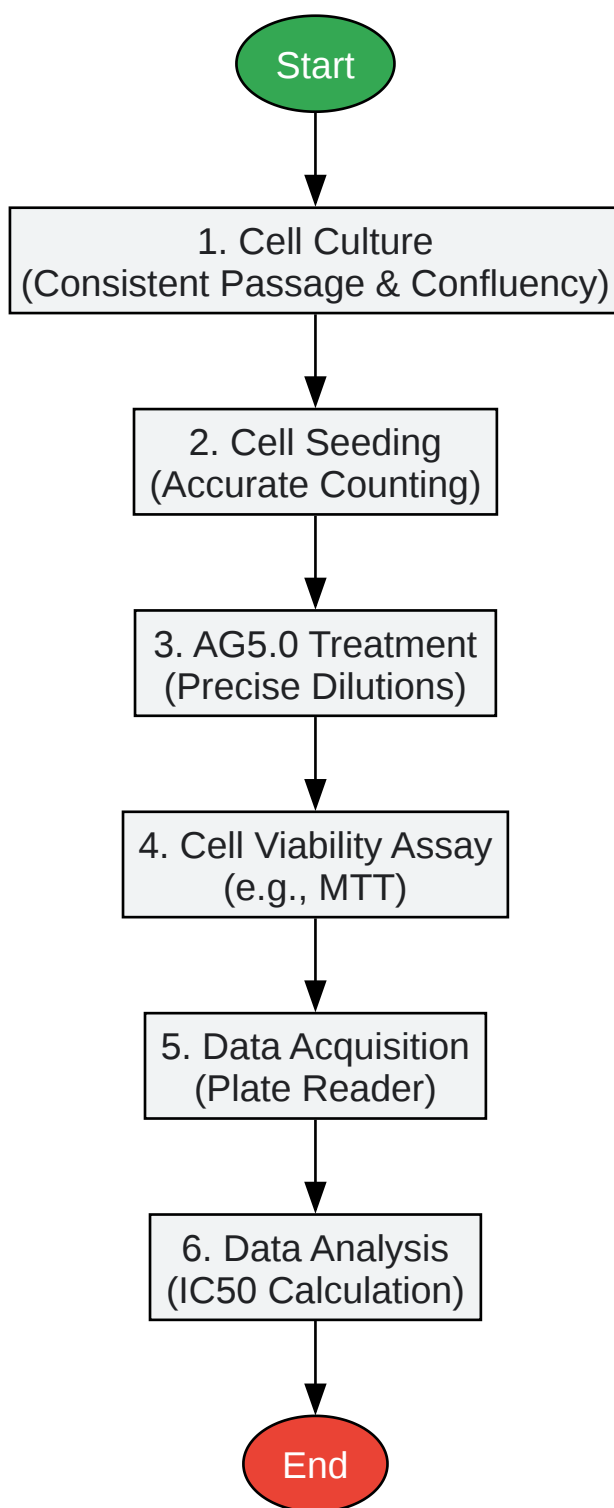 Start
1. Cell Culture
(Consistent Passage & Confluency)
2. Cell Seeding
(Accurate Counting)
3. AG5.0 Treatment
(Precise Dilutions)
4. Cell Viability Assay
(e.g., MTT)
5. Data Acquisition
(Plate Reader)
6. Data Analysis
(IC50 Calculation)
End